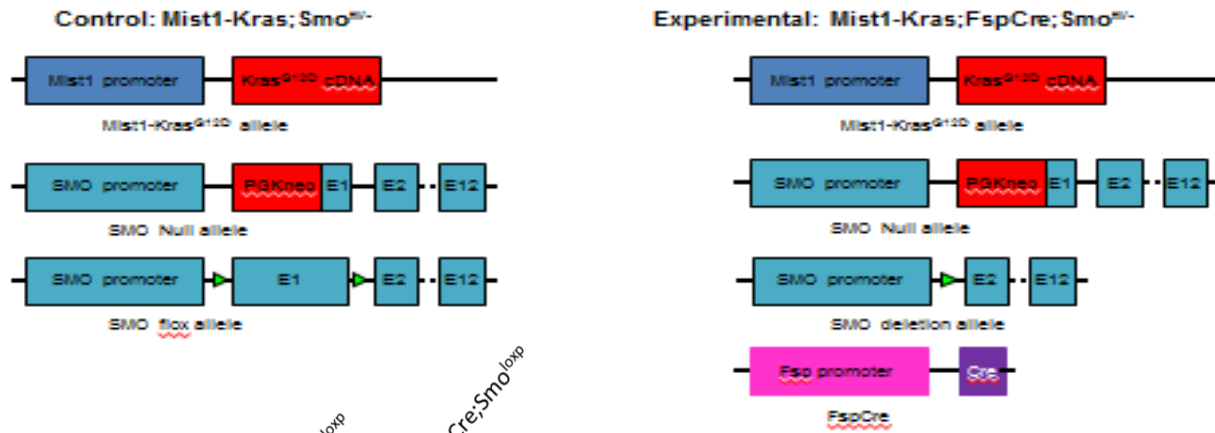 Control: Mist1-Kras;Smoᶠˡ/⁻
Mist1 promoter
Krasᴳ¹²ᴰ cDNA
Mist1-Krasᴳ¹²ᴰ allele
SMO promoter
PGKneo
E1
E2
E12
SMO Null allele
SMO promoter
E1
E2
E12
SMO flox allele
loxp
Cre;Smoˡᵒˣᵖ
Experimental: Mist1-Kras;FspCre;Smoᶠˡ/⁻
Mist1 promoter
Krasᴳ¹²ᴰ cDNA
Mist1-Krasᴳ¹²ᴰ allele
SMO promoter
PGKneo
E1
E2
E12
SMO Null allele
SMO promoter
E2
E12
SMO deletion allele
Fsp promoter
Cre
FspCre